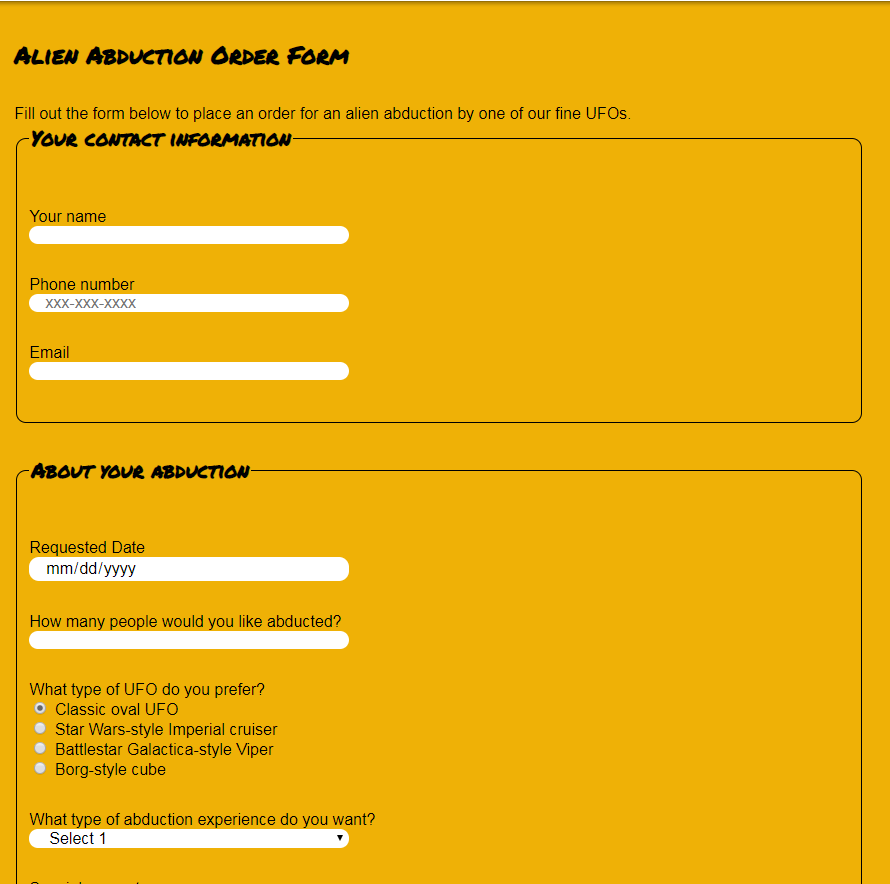 Alien Abduction Order Form
Fill out the form below to place an order for an alien abduction by one of our fine UFOs.
Your contact information
Your name
Phone number
xxx-xxx-xxxx
Email
About your abduction
Requested Date
mm/dd/yyyy
How many people would you like abducted?
What type of UFO do you prefer?
Classic oval UFO
Star Wars-style Imperial cruiser
Battlestar Galactica-style Viper
Borg-style cube
What type of abduction experience do you want?
Select 1